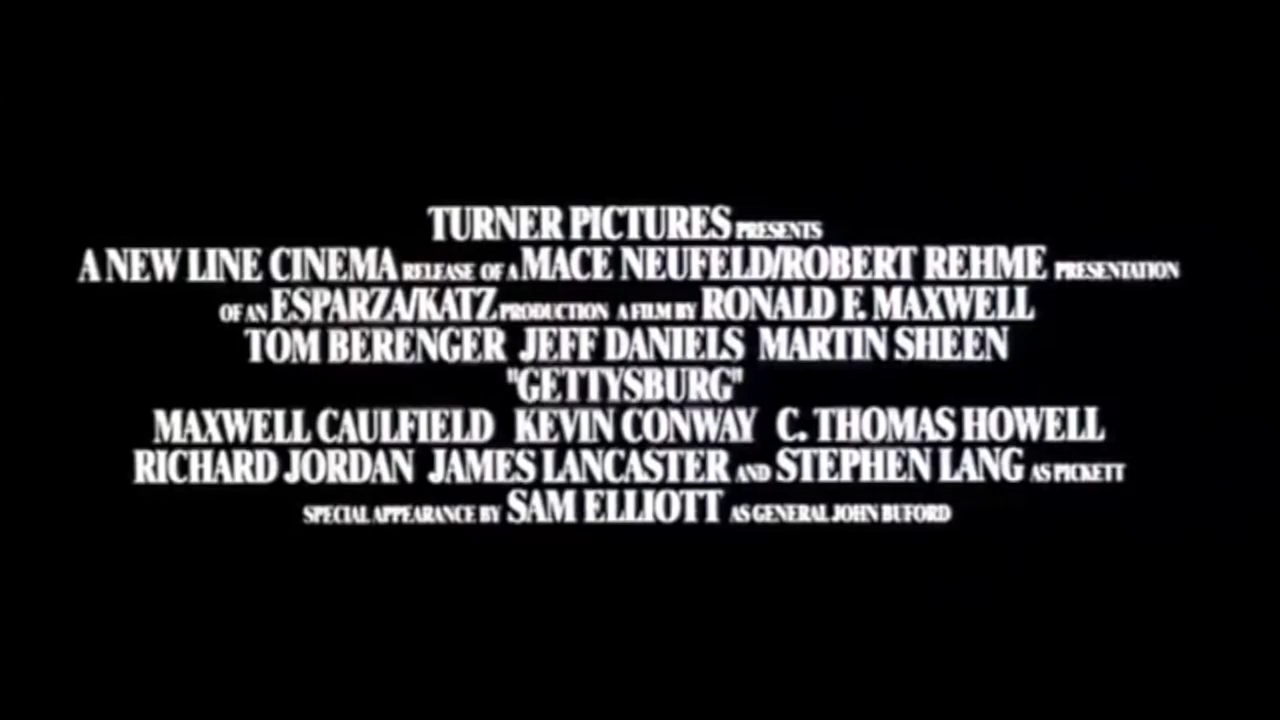 TURNER PICTURES PRESENTS
A NEW LINE CINEMA RELEASE OF A MACE NEUFELD/ROBERT REHME PRESENTATION
OF AN ESPARZA/KATZ PRODUCTION A FILM BY RONALD F. MAXWELL
TOM BERENGER JEFF DANIELS MARTIN SHEEN
"GETTYSBURG"
MAXWELL CAULFIELD KEVIN CONWAY C. THOMAS HOWELL
RICHARD JORDAN JAMES LANCASTER AND STEPHEN LANG AS PICKETT
SPECIAL APPEARANCE BY SAM ELLIOTT AS GENERAL JOHN BUFORD